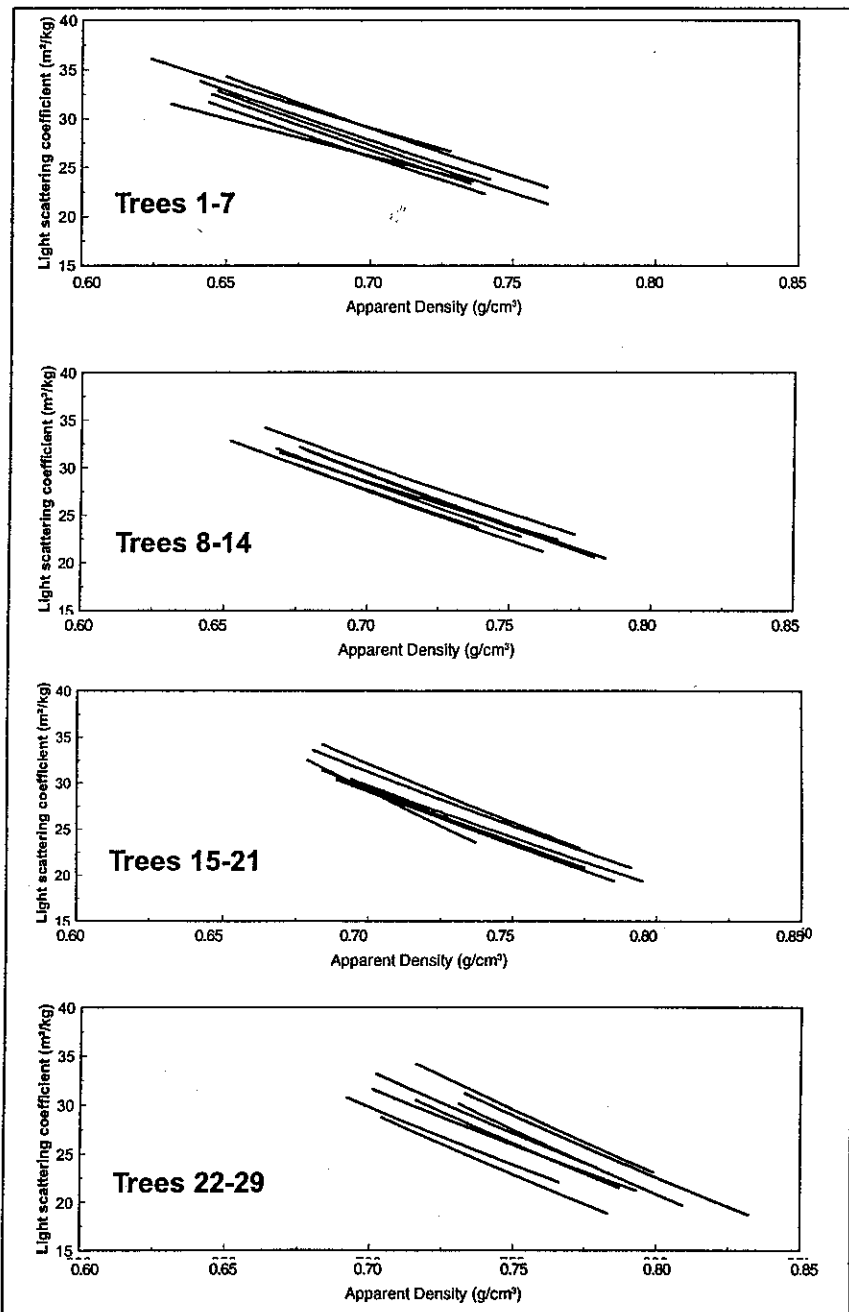 40
35
30
25
20
15
Light scattering coefficient (m²/kg)
Trees 1-7
0.60 0.65 0.70 0.75 0.80 0.85
Apparent Density (g/cm³)
40
35
30
25
20
15
Light scattering coefficient (m²/kg)
Trees 8-14
0.60 0.65 0.70 0.75 0.80 0.85
Apparent Density (g/cm³)
40
35
30
25
20
15
Light scattering coefficient (m²/kg)
Trees 15-21
0.60 0.65 0.70 0.75 0.80
Apparent Density (g/cm³)
40
35
30
25
20
15
Light scattering coefficient (m²/kg)
Trees 22-29
0.60 0.65 0.70 0.75 0.80 0.85
Apparent Density (g/cm³)